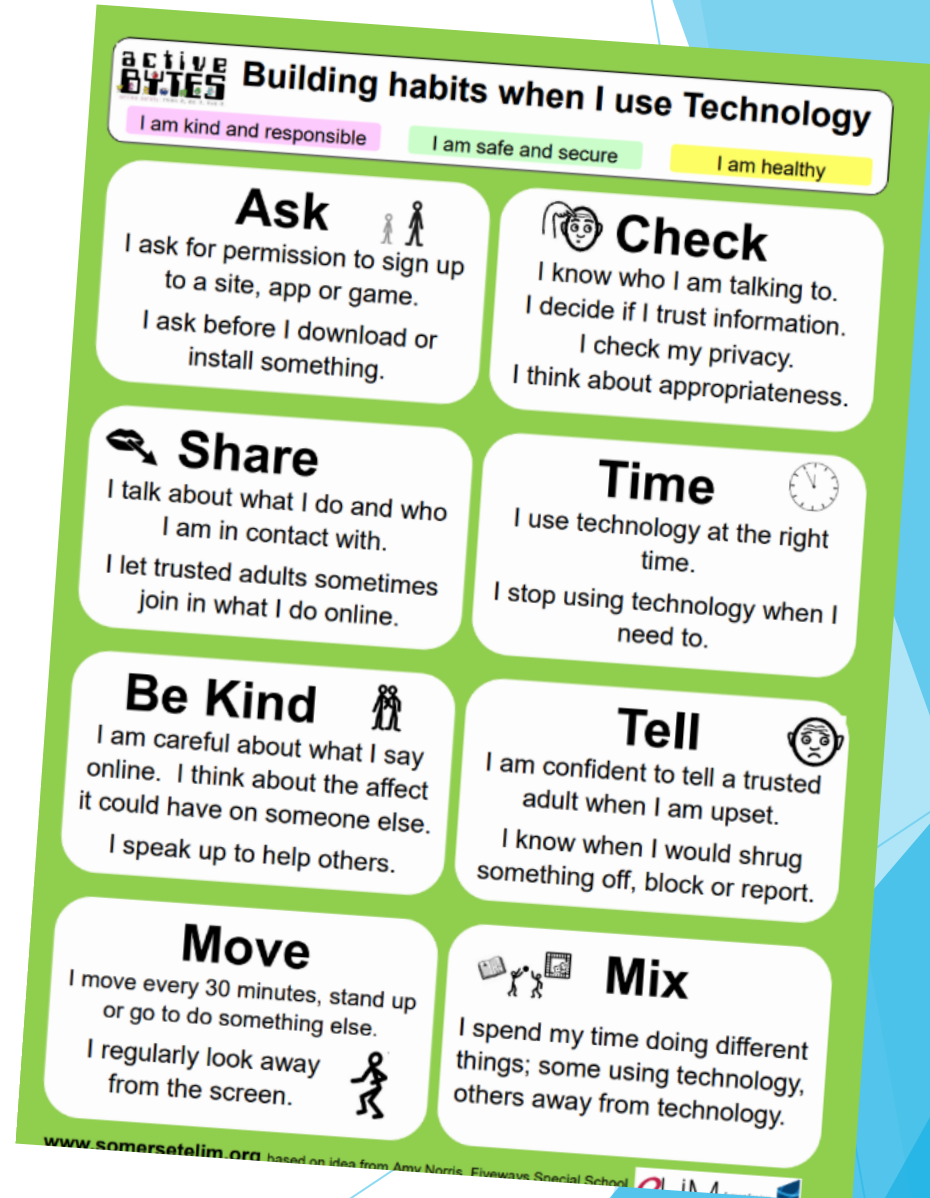 active
BYTES
Building habits when I use Technology
I am kind and responsible
I am safe and secure
I am healthy
Ask
I ask for permission to sign up
to a site, app or game.
I ask before I download or
install something.
Check
I know who I am talking to.
I decide if I trust information.
I check my privacy.
I think about appropriateness.
Share
I talk about what I do and who
I am in contact with.
I let trusted adults sometimes
join in what I do online.
Time
I use technology at the right
time.
I stop using technology when I
need to.
Be Kind
I am careful about what I say
online. I think about the affect
it could have on someone else.
I speak up to help others.
Tell
I am confident to tell a trusted
adult when I am upset.
I know when I would shrug
something off, block or report.
Move
I move every 30 minutes, stand up
or go to do something else.
I regularly look away
from the screen.
Mix
I spend my time doing different
things; some using technology,
others away from technology.
www.somersetelim.org based on idea from Amy Norris, Fiveways Special School
eLIM